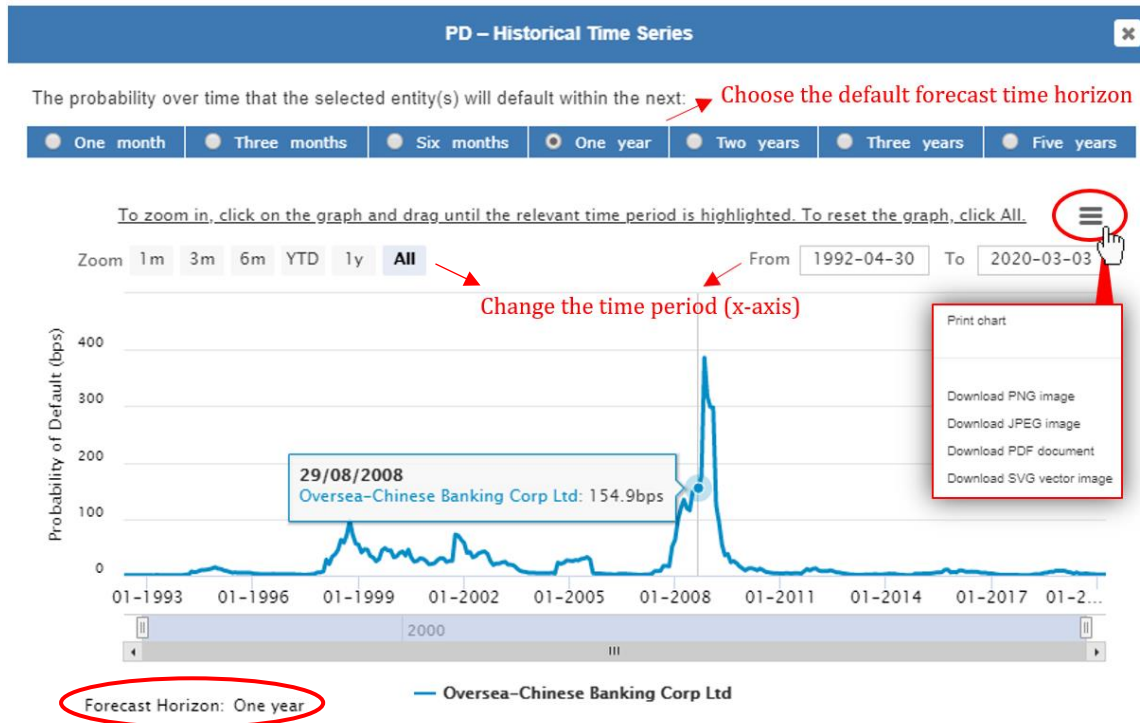 PD – Historical Time Series
The probability over time that the selected entity(s) will default within the next:
Choose the default forecast time horizon
One month
Three months
Six months
One year
Two years
Three years
Five years
To zoom in, click on the graph and drag until the relevant time period is highlighted. To reset the graph, click All.
Zoom 1m 3m 6m YTD 1y All
From 1992-04-30 To 2020-03-03
Change the time period (x-axis)
Print chart
Download PNG image
Download JPEG image
Download PDF document
Download SVG vector image
Probability of Default (bps)
400
300
200
100
0
29/08/2008
Oversea-Chinese Banking Corp Ltd: 154.9bps
01-1993 01-1996 01-1999 01-2002 01-2005 01-2008 01-2011 01-2014 01-2017 01-2...
2000
Oversea-Chinese Banking Corp Ltd
Forecast Horizon: One year